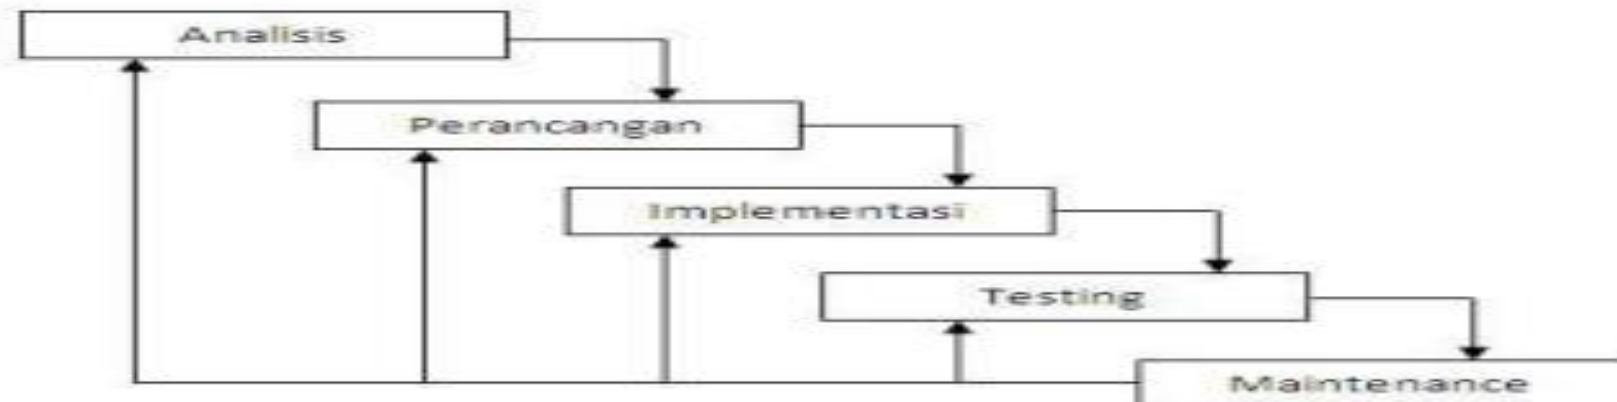 Analisis
Perancangan
Implementasi
Testing
Maintenance